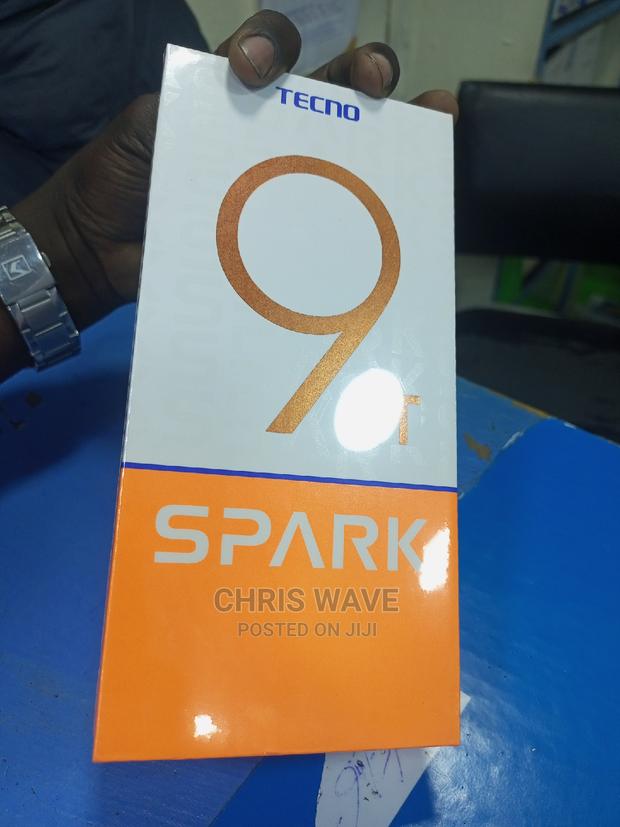 TECNO
9T
SPARK
CHRIS WAVE
POSTED ON JIJI